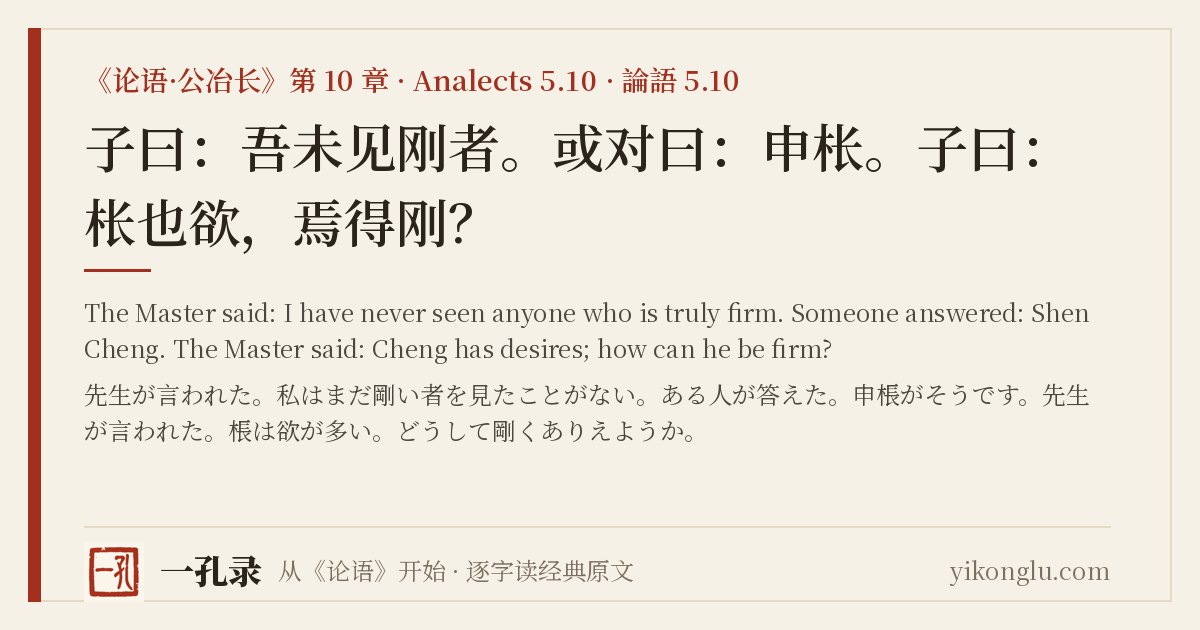 《论语·公冶长》第 10 章 · Analects 5.10 · 論語 5.10
子曰：吾未见刚者。或对曰：申枨。子曰：
枨也欲，焉得刚？
The Master said: I have never seen anyone who is truly firm. Someone answered: Shen
Cheng. The Master said: Cheng has desires; how can he be firm?
先生が言われた。私はまだ剛い者を見たことがない。ある人が答えた。申棖がそうです。先生
が言われた。棖は欲が多い。どうして剛くありえようか。
一孔
一孔录
从《论语》开始 · 逐字读经典原文
yikonglu.com